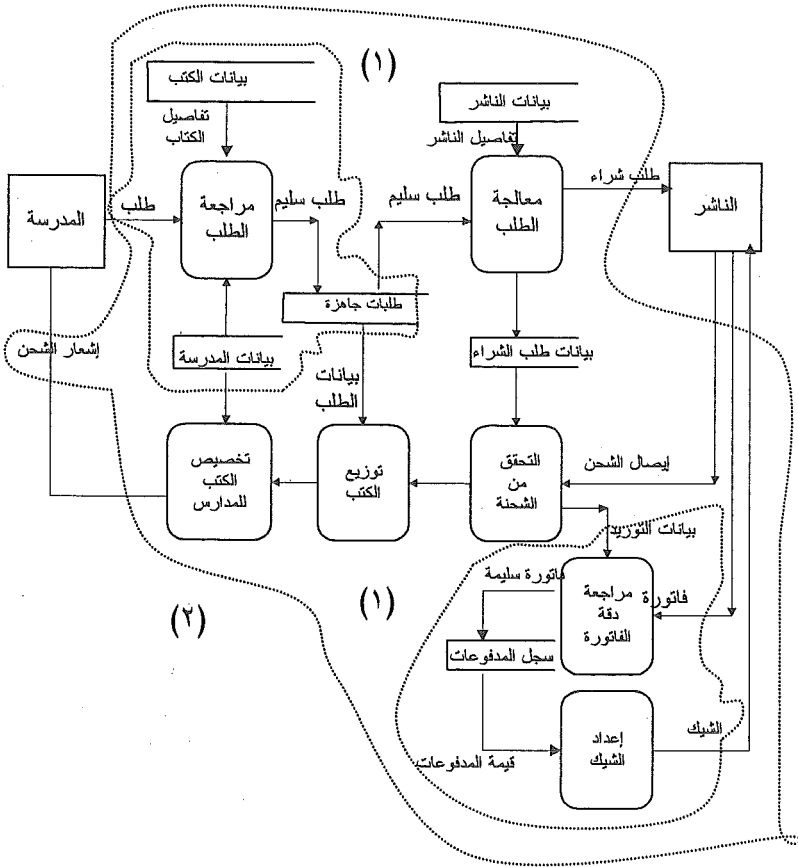 (١)
بيانات الكتب
بيانات الناشر
تفاصيل
الكتاب
تفاصيل الناشر
المدرسة
طلب
مراجعة
الطلب
طلب سليم
طلب سليم
معالجة
الطلب
طلب شراء
الناشر
طلبات جاهزة
إشعار الشحن
بيانات المدرسة
بيانات
الطلب
بيانات طلب الشراء
تخصيص
الكتب
للمدارس
توزيع
الكتب
التحقق
من
الشحنة
إيصال الشحن
بيانات التوريد
(٢)
(١)
فاتورة سليمة
مراجعة
دقة
الفاتورة
فاتورة
سجل المدفوعات
إعداد
الشيك
الشيك
قيمة المدفوعات